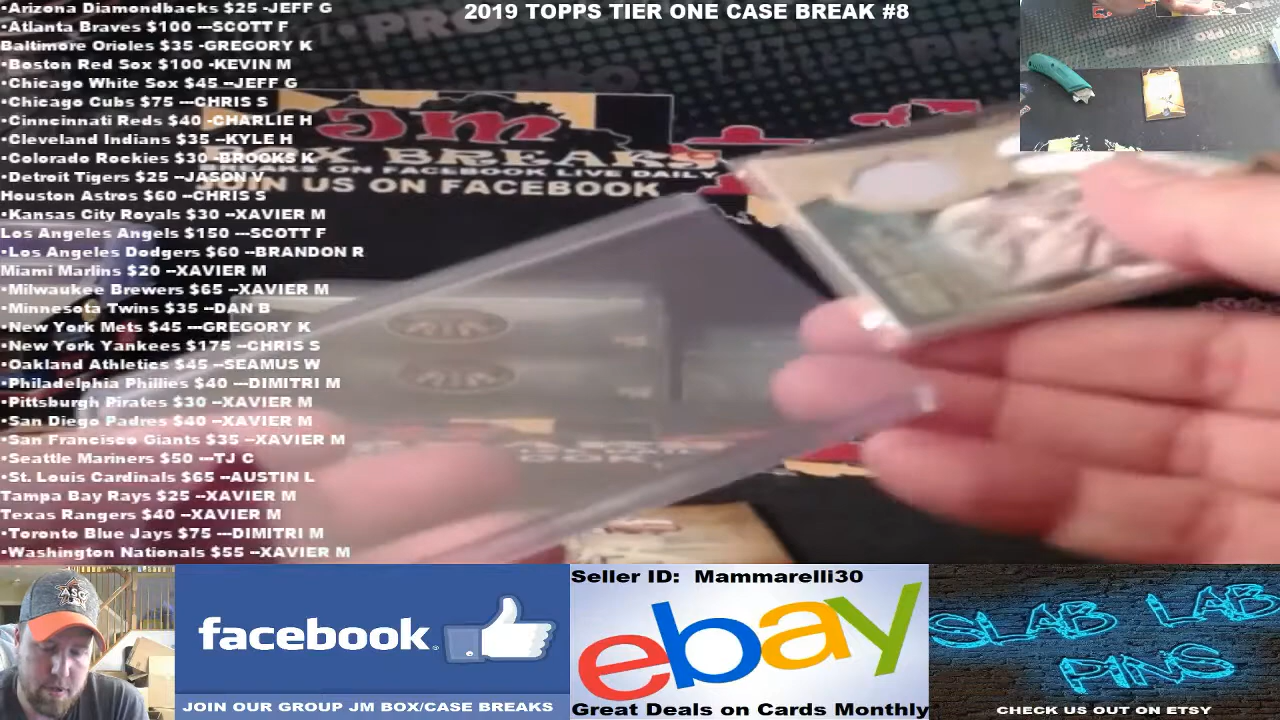 2019 TOPPS TIER ONE CASE BREAK #8
•Arizona Diamondbacks $25 -JEFF G
•Atlanta Braves $100 ---SCOTT F
Baltimore Orioles $35 -GREGORY K
•Boston Red Sox $100 -KEVIN M
•Chicago White Sox $45 --JEFF G
•Chicago Cubs $75 ---CHRIS S
•Cinncinnati Reds $40 -CHARLIE H
•Cleveland Indians $35 --KYLE H
•Colorado Rockies $30 -BROOKS K
•Detroit Tigers $25 --JASON V
Houston Astros $60 --CHRIS S
•Kansas City Royals $30 --XAVIER M
Los Angeles Angels $150 ---SCOTT F
•Los Angeles Dodgers $60 --BRANDON R
Miami Marlins $20 --XAVIER M
•Milwaukee Brewers $65 --XAVIER M
•Minnesota Twins $35 --DAN B
•New York Mets $45 ---GREGORY K
•New York Yankees $175 --CHRIS S
•Oakland Athletics $45 --SEAMUS W
•Philadelphia Phillies $40 ---DIMITRI M
•Pittsburgh Pirates $30 --XAVIER M
•San Diego Padres $40 --XAVIER M
•San Francisco Giants $35 --XAVIER M
•Seattle Mariners $50 ---TJ C
•St. Louis Cardinals $65 --AUSTIN L
Tampa Bay Rays $25 --XAVIER M
Texas Rangers $40 --XAVIER M
•Toronto Blue Jays $75 ---DIMITRI M
•Washington Nationals $55 --XAVIER M
JM
BREAKS
BREAKS ON FACEBOOK LIVE DAILY
JOIN US ON FACEBOOK
facebook
JOIN OUR GROUP JM BOX/CASE BREAKS
Seller ID: Mammarelli30
ebay
Great Deals on Cards Monthly
SLAB LAB
PINS
CHECK US OUT ON ETSY